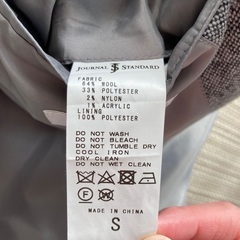 JOURNAL JS STANDARD
FABRIC
64% WOOL
33% POLYESTER
2% NYLON
1% ACRYLIC
LINING
100% POLYESTER
DO NOT WASH
DO NOT BLEACH
DO NOT TUMBLE DRY
COOL IRON
DRY CLEAN
DO NOT WET CLEAN
MADE IN CHINA
S